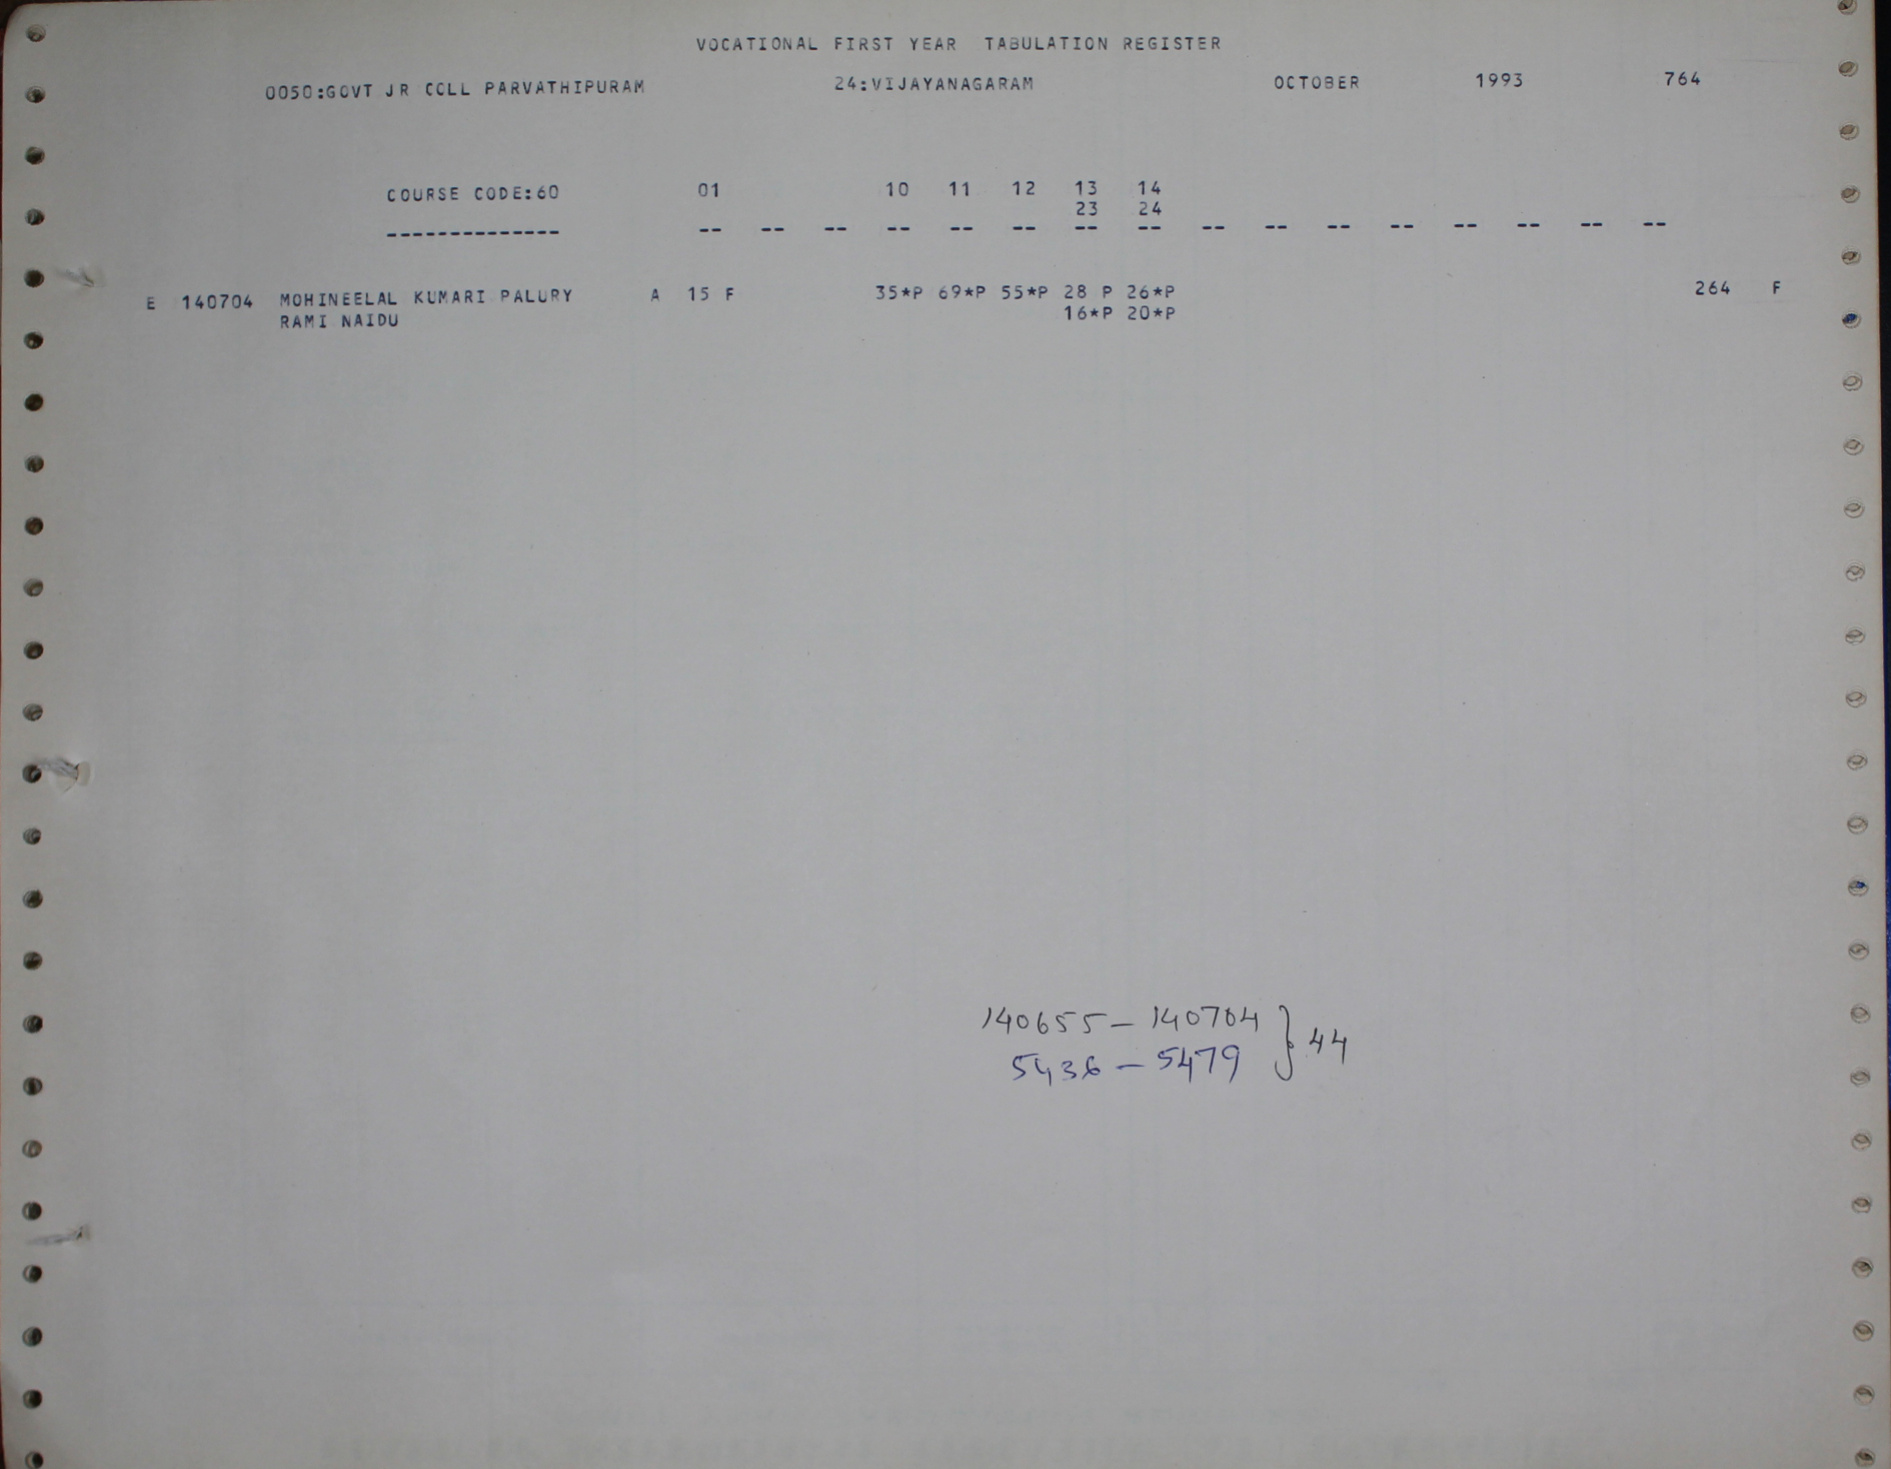 VOCATIONAL FIRST YEAR TABULATION REGISTER
0050:GOVT JR COLL PARVATHIPURAM 24:VIJAYANAGARAM OCTOBER 1993 764
COURSE CODE:60 01 10 11 12 13 14
23 24
-------------- -- -- -- -- -- -- -- -- -- -- -- -- -- -- -- --
E 140704 MOHINEELAL KUMARI PALURY A 15 F 35*P 69*P 55*P 28 P 26*P 264 F
RAMI NAIDU 16*P 20*P
140655 - 140704 } 44
5436 - 5479